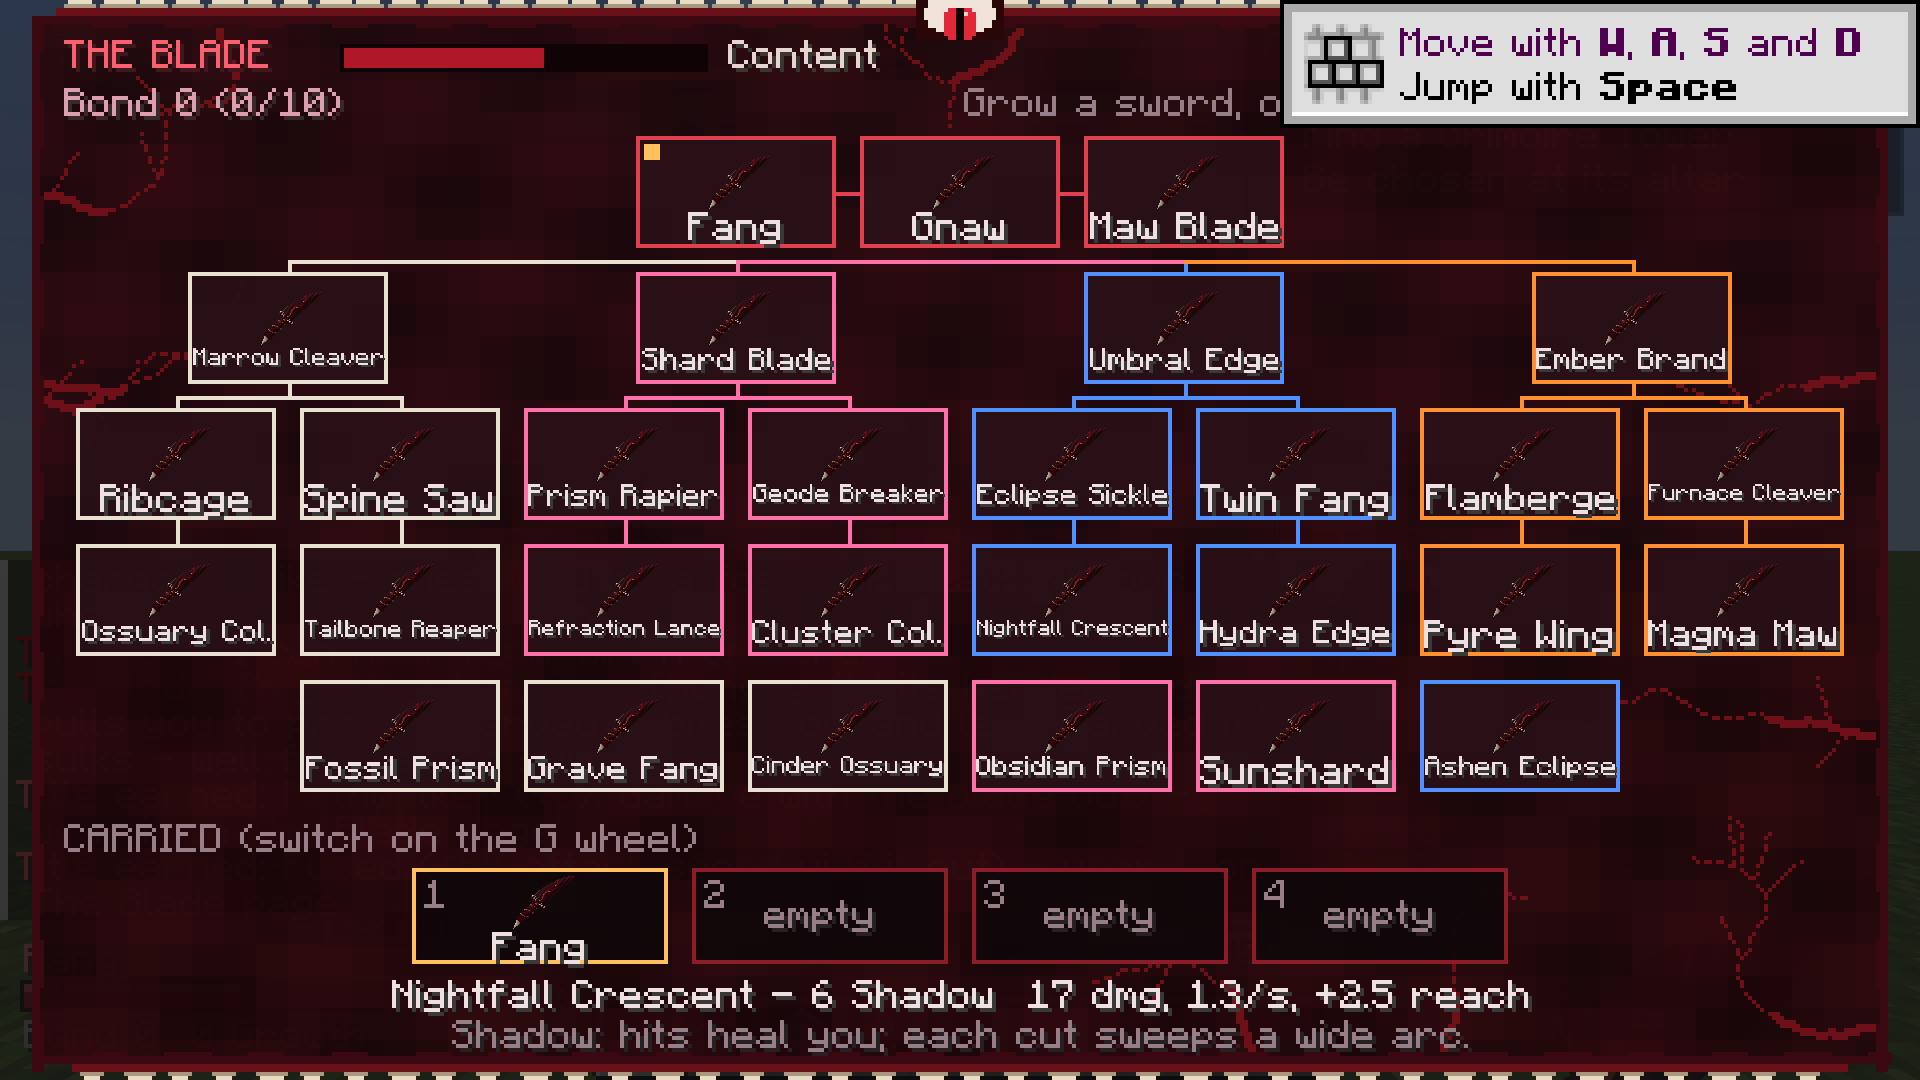 THE BLADE
Content
Move with W, A, S and D
Jump with Space
Bond 0 (0/10)
Grow a sword, o
Fang
Gnaw
Maw Blade
Marrow Cleaver
Shard Blade
Umbral Edge
Ember Brand
Ribcage
Spine Saw
Prism Rapier
Geode Breaker
Eclipse Sickle
Twin Fang
Flamberge
Furnace Cleaver
Ossuary Col.
Tailbone Reaper
Refraction Lance
Cluster Col.
Nightfall Crescent
Hydra Edge
Pyre Wing
Magma Maw
Fossil Prism
Grave Fang
Cinder Ossuary
Obsidian Prism
Sunshard
Ashen Eclipse
CARRIED (switch on the G wheel)
1
Fang
2
empty
3
empty
4
empty
Nightfall Crescent - 6 Shadow 17 dmg, 1.3/s, +2.5 reach
Shadow: hits heal you; each cut sweeps a wide arc.